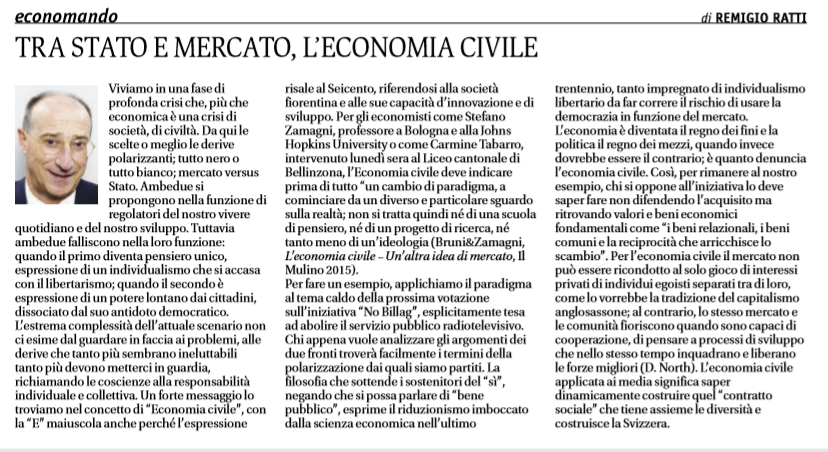 economando
di REMIGIO RATTI
TRA STATO E MERCATO, L’ECONOMIA CIVILE
Viviamo in una fase di
profonda crisi che, più che
economica è una crisi di
società, di civiltà. Da qui le
scelte o meglio le derive
polarizzanti; tutto nero o
tutto bianco; mercato versus
Stato. Ambedue si
propongono nella funzione di
regolatori del nostro vivere
quotidiano e del nostro sviluppo. Tuttavia
ambedue falliscono nella loro funzione:
quando il primo diventa pensiero unico,
espressione di un individualismo che si accasa
con il libertarismo; quando il secondo è
espressione di un potere lontano dai cittadini,
dissociato dal suo antidoto democratico.
L’estrema complessità dell’attuale scenario non
ci esime dal guardare in faccia ai problemi, alle
derive che tanto più sembrano ineluttabili
tanto più devono metterci in guardia,
richiamando le coscienze alla responsabilità
individuale e collettiva. Un forte messaggio lo
troviamo nel concetto di “Economia civile”, con
la “E” maiuscola anche perché l’espressione
risale al Seicento, riferendosi alla società
fiorentina e alle sue capacità d’innovazione e di
sviluppo. Per gli economisti come Stefano
Zamagni, professore a Bologna e alla Johns
Hopkins University o come Carmine Tabarro,
intervenuto lunedì sera al Liceo cantonale di
Bellinzona, l’Economia civile deve indicare
prima di tutto “un cambio di paradigma, a
cominciare da un diverso e particolare sguardo
sulla realtà; non si tratta quindi né di una scuola
di pensiero, né di un progetto di ricerca, né
tanto meno di un’ideologia (Bruni&Zamagni,
L’economia civile – Un’altra idea di mercato, Il
Mulino 2015).
Per fare un esempio, applichiamo il paradigma
al tema caldo della prossima votazione
sull’iniziativa “No Billag”, esplicitamente tesa
ad abolire il servizio pubblico radiotelevisivo.
Chi appena vuole analizzare gli argomenti dei
due fronti troverà facilmente i termini della
polarizzazione dai quali siamo partiti. La
filosofia che sottende i sostenitori del “sì”,
negando che si possa parlare di “bene
pubblico”, esprime il riduzionismo imboccato
dalla scienza economica nell’ultimo
trentennio, tanto impregnato di individualismo
libertario da far correre il rischio di usare la
democrazia in funzione del mercato.
L’economia è diventata il regno dei fini e la
politica il regno dei mezzi, quando invece
dovrebbe essere il contrario; è quanto denuncia
l’economia civile. Così, per rimanere al nostro
esempio, chi si oppone all’iniziativa lo deve
saper fare non difendendo l’acquisito ma
ritrovando valori e beni economici
fondamentali come “i beni relazionali, i beni
comuni e la reciprocità che arricchisce lo
scambio”. Per l’economia civile il mercato non
può essere ricondotto al solo gioco di interessi
privati di individui egoisti separati tra di loro,
come lo vorrebbe la tradizione del capitalismo
anglosassone; al contrario, lo stesso mercato e
le comunità fioriscono quando sono capaci di
cooperazione, di pensare a processi di sviluppo
che nello stesso tempo inquadrano e liberano
le forze migliori (D. North). L’economia civile
applicata ai media significa saper
dinamicamente costruire quel “contratto
sociale” che tiene assieme le diversità e
costruisce la Svizzera.